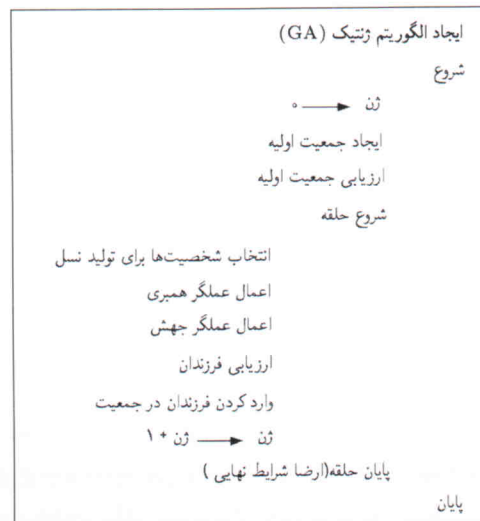 ایجاد الگوریتم ژنتیک (GA)
شروع
ژن ⟵ ۰
ایجاد جمعیت اولیه
ارزیابی جمعیت اولیه
شروع حلقه
انتخاب شخصیت‌ها برای تولید نسل
اعمال عملگر همبری
اعمال عملگر جهش
ارزیابی فرزندان
وارد کردن فرزندان در جمعیت
ژن ⟵ ژن + ۱
پایان حلقه(ارضا شرایط نهایی )
پایان